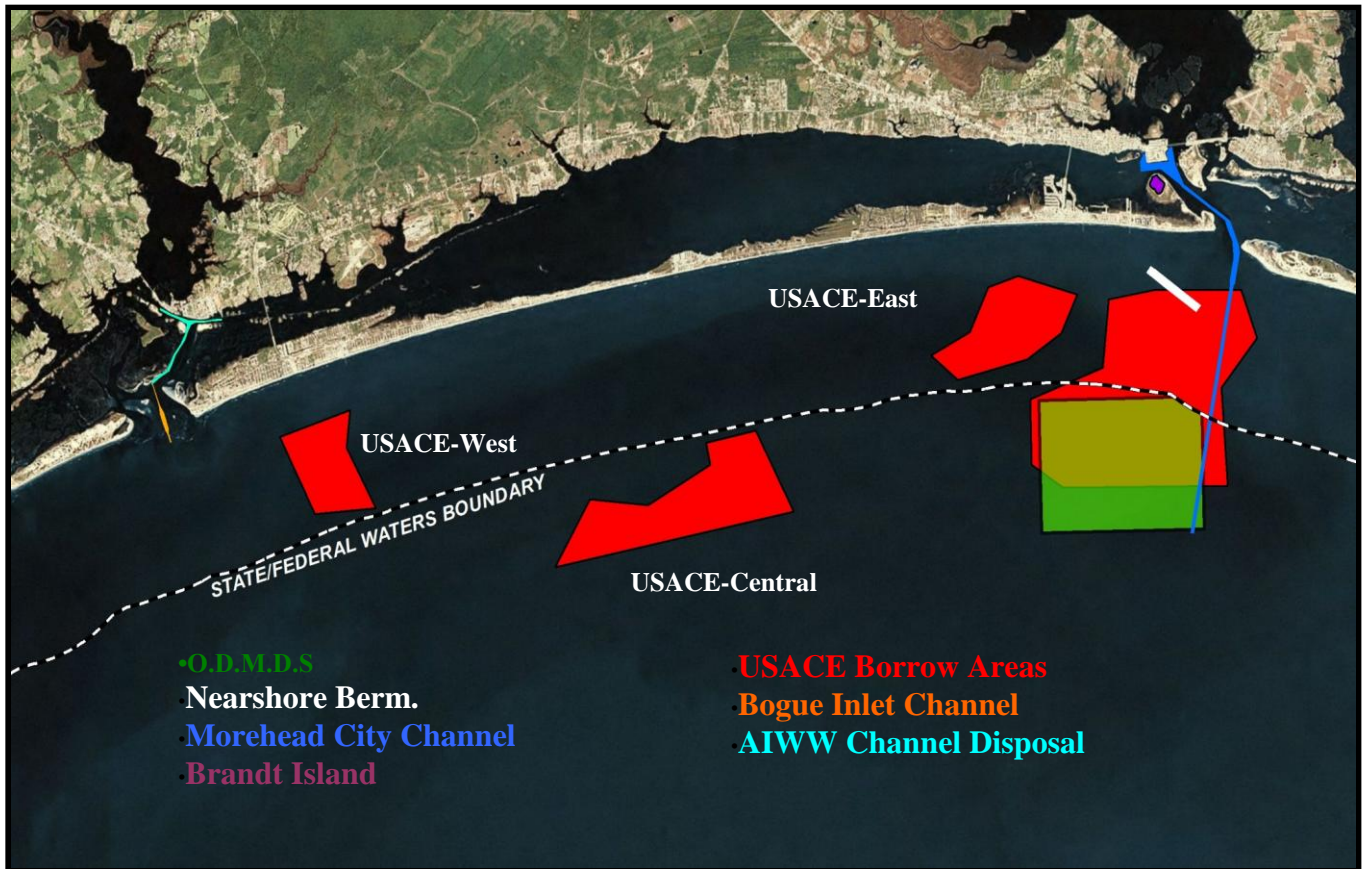 USACE-East
USACE-West
STATE/FEDERAL WATERS BOUNDARY
USACE-Central
•O.D.M.D.S
•Nearshore Berm.
•Morehead City Channel
•Brandt Island
•USACE Borrow Areas
•Bogue Inlet Channel
•AIWW Channel Disposal